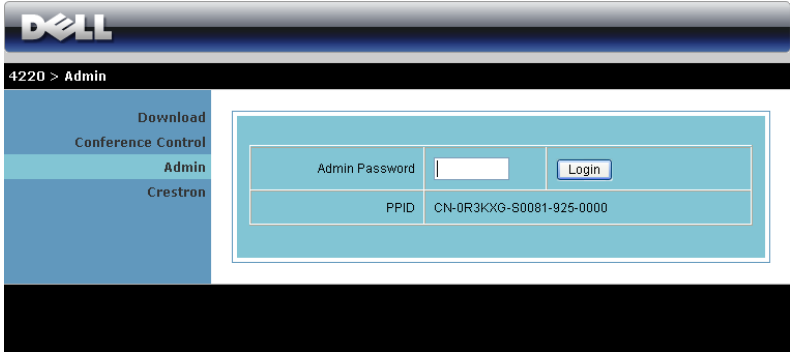 DELL
4220 > Admin
Download
Conference Control
Admin
Crestron
Admin Password Login
PPID CN-0R3KXG-S0081-925-0000